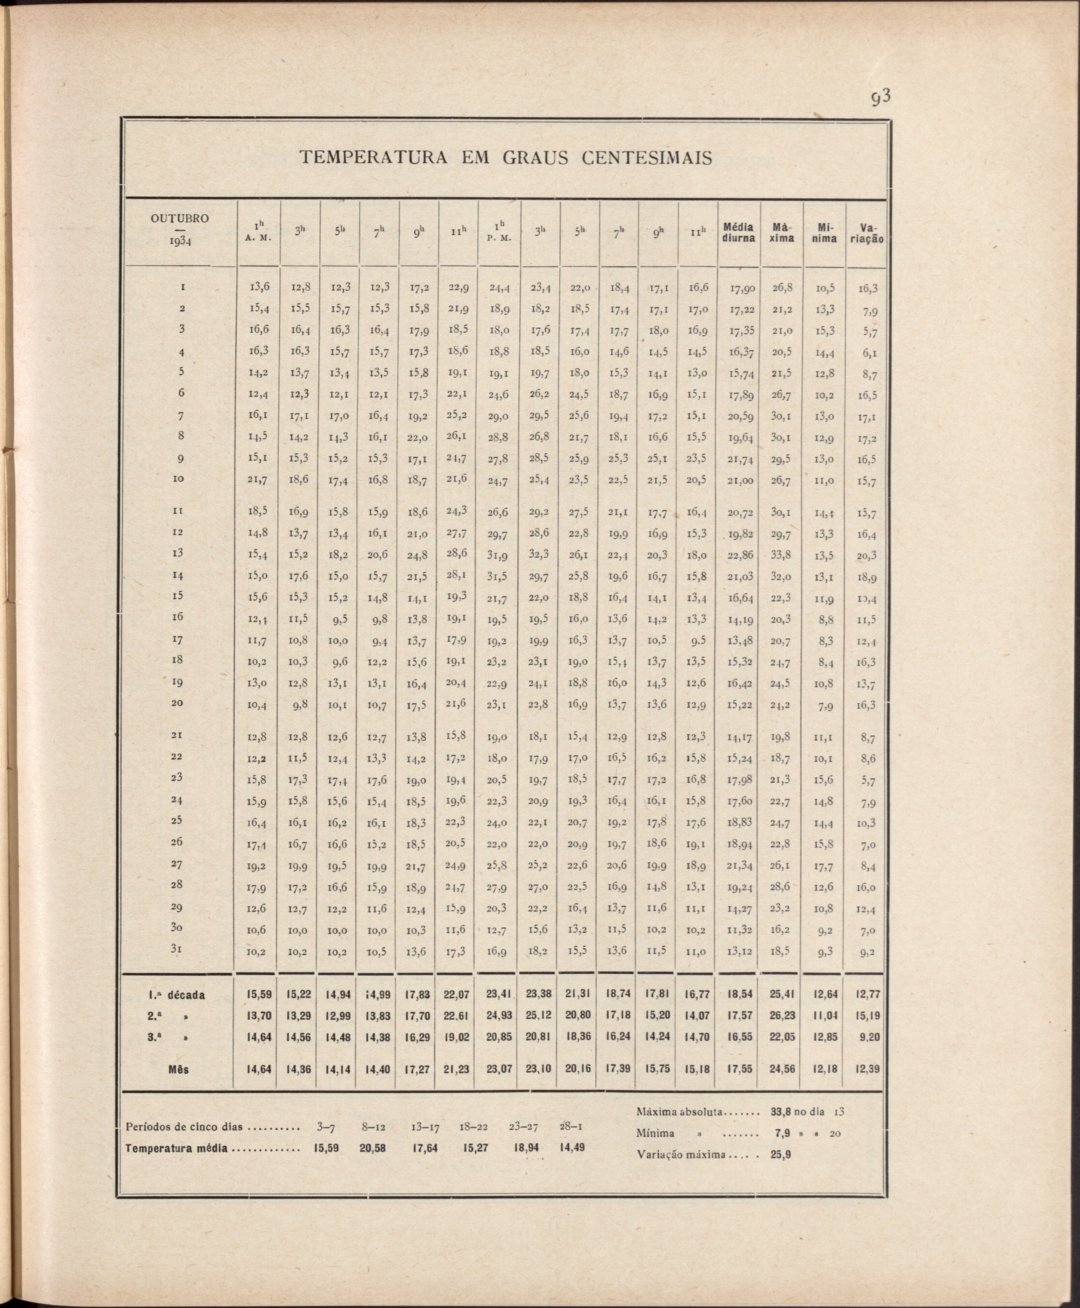 93
TEMPERATURA EM GRAUS CENTESIMAIS
OUTUBRO — 1934 1h A. M. 3h 5h 7h 9h 11h 1h P. M. 3h 5h 7h 9h 11h Média diurna Má-xima Mí-nima Va-riação
1 13,6 12,8 12,3 12,3 17,2 22,9 24,4 23,4 22,0 18,4 17,1 16,6 17,90 26,8 10,5 16,3
2 15,4 15,5 15,7 15,3 15,8 21,9 18,9 18,2 18,5 17,4 17,1 17,0 17,22 21,2 13,3 7,9
3 16,6 16,4 16,3 16,4 17,9 18,5 18,0 17,6 17,4 17,7 18,0 16,9 17,35 21,0 15,3 5,7
4 16,3 16,3 15,7 15,7 17,3 18,6 18,8 18,5 16,0 14,6 14,5 14,5 16,37 20,5 14,4 6,1
5 14,2 13,7 13,4 13,5 15,8 19,1 19,1 19,7 18,0 15,3 14,1 13,0 15,74 21,5 12,8 8,7
6 12,4 12,3 12,1 12,1 17,3 22,1 24,6 26,2 24,5 18,7 16,9 15,1 17,89 26,7 10,2 16,5
7 16,1 17,1 17,0 16,4 19,2 25,2 29,0 29,5 25,6 19,4 17,2 15,1 20,59 30,1 13,0 17,1
8 14,5 14,2 14,3 16,1 22,0 26,1 28,8 26,8 21,7 18,1 16,6 15,5 19,64 30,1 12,9 17,2
9 15,1 15,3 15,2 15,3 17,1 24,7 27,8 28,5 25,9 25,3 25,1 23,5 21,74 29,5 13,0 16,5
10 21,7 18,6 17,4 16,8 18,7 21,6 24,7 25,4 23,5 22,5 21,5 20,5 21,00 26,7 11,0 15,7
11 18,5 16,9 15,8 15,9 18,6 24,3 26,6 29,2 27,5 21,1 17,7 16,4 20,72 30,1 14,4 15,7
12 14,8 13,7 13,4 16,1 21,0 27,7 29,7 28,6 22,8 19,9 16,9 15,3 19,82 29,7 13,3 16,4
13 15,4 15,2 18,2 20,6 24,8 28,6 31,9 32,3 26,1 22,4 20,3 18,0 22,86 33,8 13,5 20,3
14 15,0 17,6 15,0 15,7 21,5 28,1 31,5 29,7 25,8 19,6 16,7 15,8 21,03 32,0 13,1 18,9
15 15,6 15,3 15,2 14,8 14,1 19,3 21,7 22,0 18,8 16,4 14,1 13,4 16,64 22,3 11,9 10,4
16 12,4 11,5 9,5 9,8 13,8 19,1 19,5 19,5 16,0 13,6 14,2 13,3 14,19 20,3 8,8 11,5
17 11,7 10,8 10,0 9,4 13,7 17,9 19,2 19,9 16,3 13,7 10,5 9,5 13,48 20,7 8,3 12,4
18 10,2 10,3 9,6 12,2 15,6 19,1 23,2 23,1 19,0 15,4 13,7 13,5 15,32 24,7 8,4 16,3
19 13,0 12,8 13,1 13,1 16,4 20,4 22,9 24,1 18,8 16,0 14,3 12,6 16,42 24,5 10,8 13,7
20 10,4 9,8 10,1 10,7 17,5 21,6 23,1 22,8 16,9 13,7 13,6 12,9 15,22 24,2 7,9 16,3
21 12,8 12,8 12,6 12,7 13,8 15,8 19,0 18,1 15,4 12,9 12,8 12,3 14,17 19,8 11,1 8,7
22 12,2 11,5 12,4 13,3 14,2 17,2 18,0 17,9 17,0 16,5 16,2 15,8 15,24 18,7 10,1 8,6
23 15,8 17,3 17,4 17,6 19,0 19,4 20,5 19,7 18,5 17,7 17,2 16,8 17,98 21,3 15,6 5,7
24 15,9 15,8 15,6 15,4 18,5 19,6 22,3 20,9 19,3 16,4 16,1 15,8 17,60 22,7 14,8 7,9
25 16,4 16,1 16,2 16,1 18,3 22,3 24,0 22,1 20,7 19,2 17,8 17,6 18,83 24,7 14,4 10,3
26 17,4 16,7 16,6 15,2 18,5 20,5 22,0 22,0 20,9 19,7 18,6 19,1 18,94 22,8 15,8 7,0
27 19,2 19,9 19,5 19,9 21,7 24,9 25,8 25,2 22,6 20,6 19,9 18,9 21,34 26,1 17,7 8,4
28 17,9 17,2 16,6 15,9 18,9 24,7 27,9 27,0 22,5 16,9 14,8 13,1 19,24 28,6 12,6 16,0
29 12,6 12,7 12,2 11,6 12,4 15,9 20,3 22,2 16,4 13,7 11,6 11,1 14,27 23,2 10,8 12,4
30 10,6 10,0 10,0 10,0 10,3 11,6 12,7 15,6 13,2 11,5 10,2 10,2 11,32 16,2 9,2 7,0
31 10,2 10,2 10,2 10,5 13,6 17,3 16,9 18,2 15,5 13,6 11,5 11,0 13,12 18,5 9,3 9,2
1.ª década 15,59 15,22 14,94 14,99 17,83 22,07 23,41 23,38 21,31 18,74 17,81 16,77 18,54 25,41 12,64 12,77
2.ª » 13,70 13,29 12,99 13,83 17,70 22,61 24,93 25,12 20,80 17,18 15,20 14,07 17,57 26,23 11,04 15,19
3.ª » 14,64 14,56 14,48 14,38 16,29 19,02 20,85 20,81 18,36 16,24 14,24 14,70 16,55 22,05 12,85 9,20
Mês 14,64 14,36 14,14 14,40 17,27 21,23 23,07 23,10 20,16 17,39 15,75 15,18 17,55 24,56 12,18 12,39
Períodos de cinco dias .......... 3-7 8-12 13-17 18-22 23-27 28-1
Temperatura média ............. 15,59 20,58 17,64 15,27 18,94 14,49
Máxima absoluta....... 33,8 no dia 13
Mínima » ....... 7,9 » » 20
Variação máxima ..... 25,9